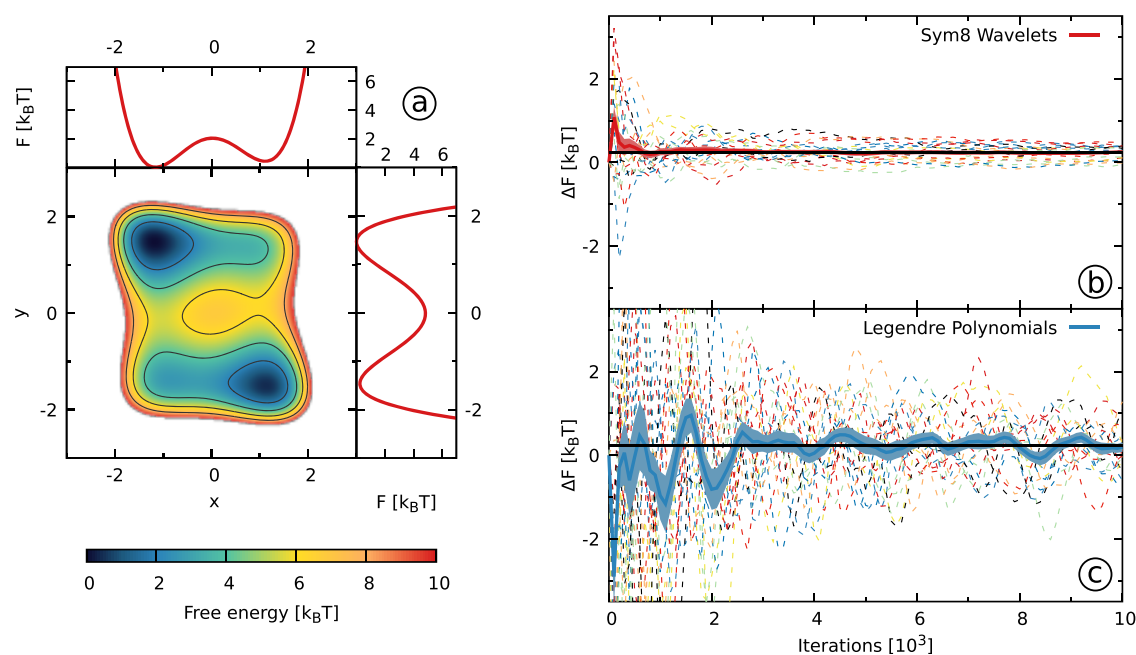 -2 0 2
F [kBT]
6
4
2
a
2 4 6
y
2
0
-2
2
0
-2
-2 0 2
x
F [kBT]
0 2 4 6 8 10
Free energy [kBT]
Sym8 Wavelets
ΔF [kBT]
2
0
-2
b
Legendre Polynomials
ΔF [kBT]
2
0
-2
c
0 2 4 6 8 10
Iterations [10³]